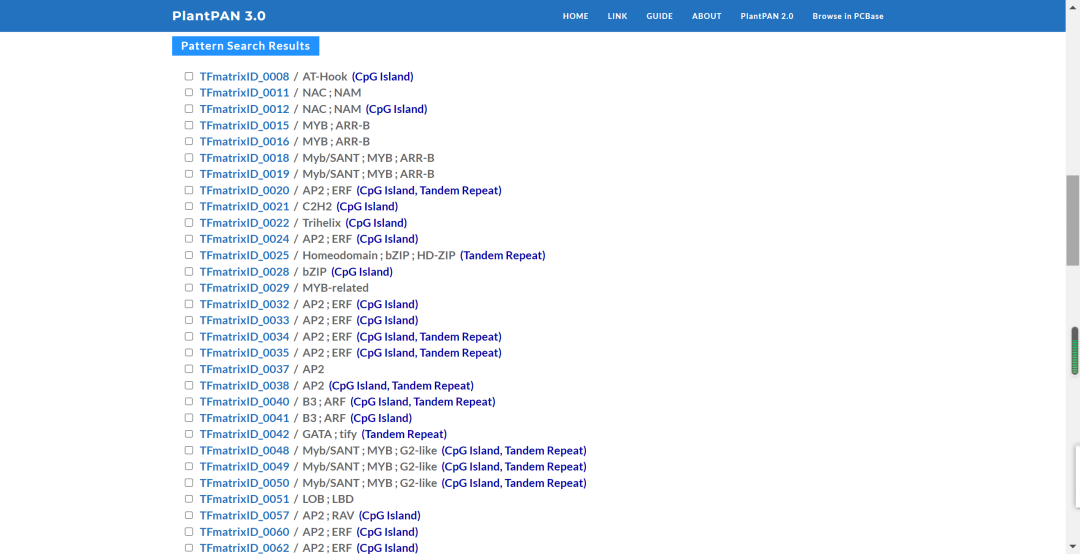 PlantPAN 3.0 HOME LINK GUIDE ABOUT PlantPAN 2.0 Browse in PCBase
Pattern Search Results
TFmatrixID_0008 / AT-Hook (CpG Island)
TFmatrixID_0011 / NAC ; NAM
TFmatrixID_0012 / NAC ; NAM (CpG Island)
TFmatrixID_0015 / MYB ; ARR-B
TFmatrixID_0016 / MYB ; ARR-B
TFmatrixID_0018 / Myb/SANT ; MYB ; ARR-B
TFmatrixID_0019 / Myb/SANT ; MYB ; ARR-B
TFmatrixID_0020 / AP2 ; ERF (CpG Island, Tandem Repeat)
TFmatrixID_0021 / C2H2 (CpG Island)
TFmatrixID_0022 / Trihelix (CpG Island)
TFmatrixID_0024 / AP2 ; ERF (CpG Island)
TFmatrixID_0025 / Homeodomain ; bZIP ; HD-ZIP (Tandem Repeat)
TFmatrixID_0028 / bZIP (CpG Island)
TFmatrixID_0029 / MYB-related
TFmatrixID_0032 / AP2 ; ERF (CpG Island)
TFmatrixID_0033 / AP2 ; ERF (CpG Island)
TFmatrixID_0034 / AP2 ; ERF (CpG Island, Tandem Repeat)
TFmatrixID_0035 / AP2 ; ERF (CpG Island, Tandem Repeat)
TFmatrixID_0037 / AP2
TFmatrixID_0038 / AP2 (CpG Island, Tandem Repeat)
TFmatrixID_0040 / B3 ; ARF (CpG Island, Tandem Repeat)
TFmatrixID_0041 / B3 ; ARF (CpG Island)
TFmatrixID_0042 / GATA ; tify (Tandem Repeat)
TFmatrixID_0048 / Myb/SANT ; MYB ; G2-like (CpG Island, Tandem Repeat)
TFmatrixID_0049 / Myb/SANT ; MYB ; G2-like (CpG Island, Tandem Repeat)
TFmatrixID_0050 / Myb/SANT ; MYB ; G2-like (CpG Island, Tandem Repeat)
TFmatrixID_0051 / LOB ; LBD
TFmatrixID_0057 / AP2 ; RAV (CpG Island)
TFmatrixID_0060 / AP2 ; ERF (CpG Island)
TFmatrixID_0062 / AP2 ; ERF (CpG Island)